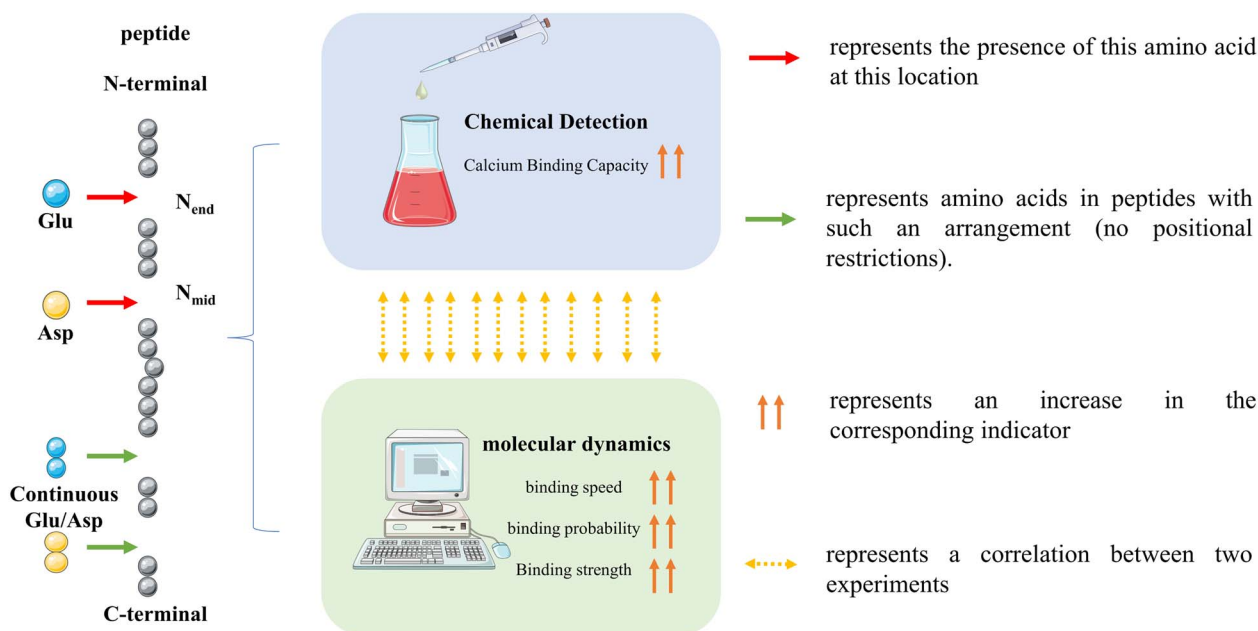 peptide
N-terminal
Glu
N_end
Asp
N_mid
Continuous
Glu/Asp
C-terminal
Chemical Detection
Calcium Binding Capacity
molecular dynamics
binding speed
binding probability
Binding strength
represents the presence of this amino acid
at this location
represents amino acids in peptides with
such an arrangement (no positional
restrictions).
represents an increase in the
corresponding indicator
represents a correlation between two
experiments